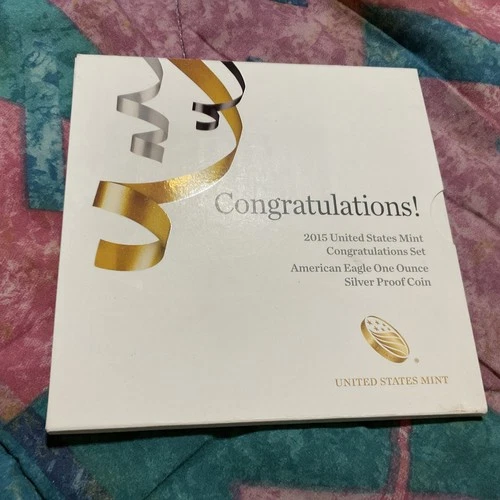 Congratulations!
2015 United States Mint
Congratulations Set
American Eagle One Ounce
Silver Proof Coin
®
UNITED STATES MINT